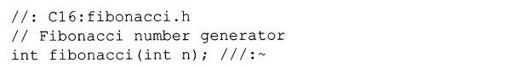 //: C16:fibonacci.h
// Fibonacci number generator
int fibonacci(int n); ///:~